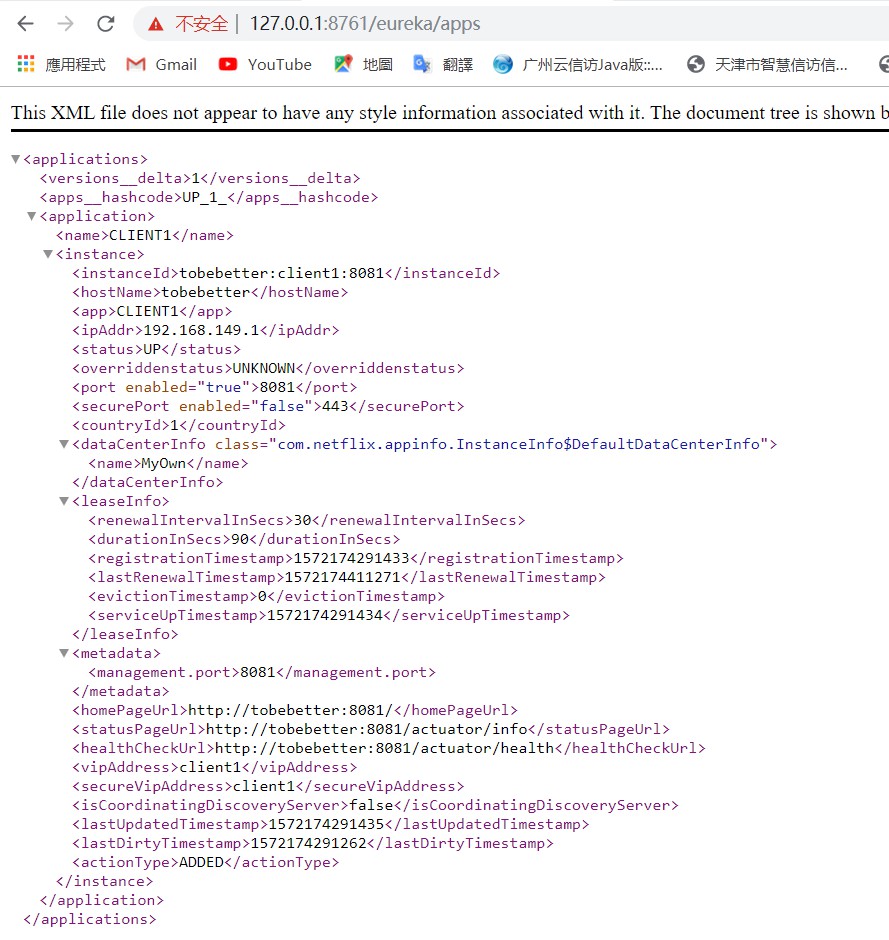 不安全 | 127.0.0.1:8761/eureka/apps
應用程式 Gmail YouTube 地圖 翻譯 广州云信访Java版::... 天津市智慧信访信...
This XML file does not appear to have any style information associated with it. The document tree is shown b
▼<applications>
<versions__delta>1</versions__delta>
<apps__hashcode>UP_1_</apps__hashcode>
▼<application>
<name>CLIENT1</name>
▼<instance>
<instanceId>tobebetter:client1:8081</instanceId>
<hostName>tobebetter</hostName>
<app>CLIENT1</app>
<ipAddr>192.168.149.1</ipAddr>
<status>UP</status>
<overriddenstatus>UNKNOWN</overriddenstatus>
<port enabled="true">8081</port>
<securePort enabled="false">443</securePort>
<countryId>1</countryId>
▼<dataCenterInfo class="com.netflix.appinfo.InstanceInfo$DefaultDataCenterInfo">
<name>MyOwn</name>
</dataCenterInfo>
▼<leaseInfo>
<renewalIntervalInSecs>30</renewalIntervalInSecs>
<durationInSecs>90</durationInSecs>
<registrationTimestamp>1572174291433</registrationTimestamp>
<lastRenewalTimestamp>1572174411271</lastRenewalTimestamp>
<evictionTimestamp>0</evictionTimestamp>
<serviceUpTimestamp>1572174291434</serviceUpTimestamp>
</leaseInfo>
▼<metadata>
<management.port>8081</management.port>
</metadata>
<homePageUrl>http://tobebetter:8081/</homePageUrl>
<statusPageUrl>http://tobebetter:8081/actuator/info</statusPageUrl>
<healthCheckUrl>http://tobebetter:8081/actuator/health</healthCheckUrl>
<vipAddress>client1</vipAddress>
<secureVipAddress>client1</secureVipAddress>
<isCoordinatingDiscoveryServer>false</isCoordinatingDiscoveryServer>
<lastUpdatedTimestamp>1572174291435</lastUpdatedTimestamp>
<lastDirtyTimestamp>1572174291262</lastDirtyTimestamp>
<actionType>ADDED</actionType>
</instance>
</application>
</applications>